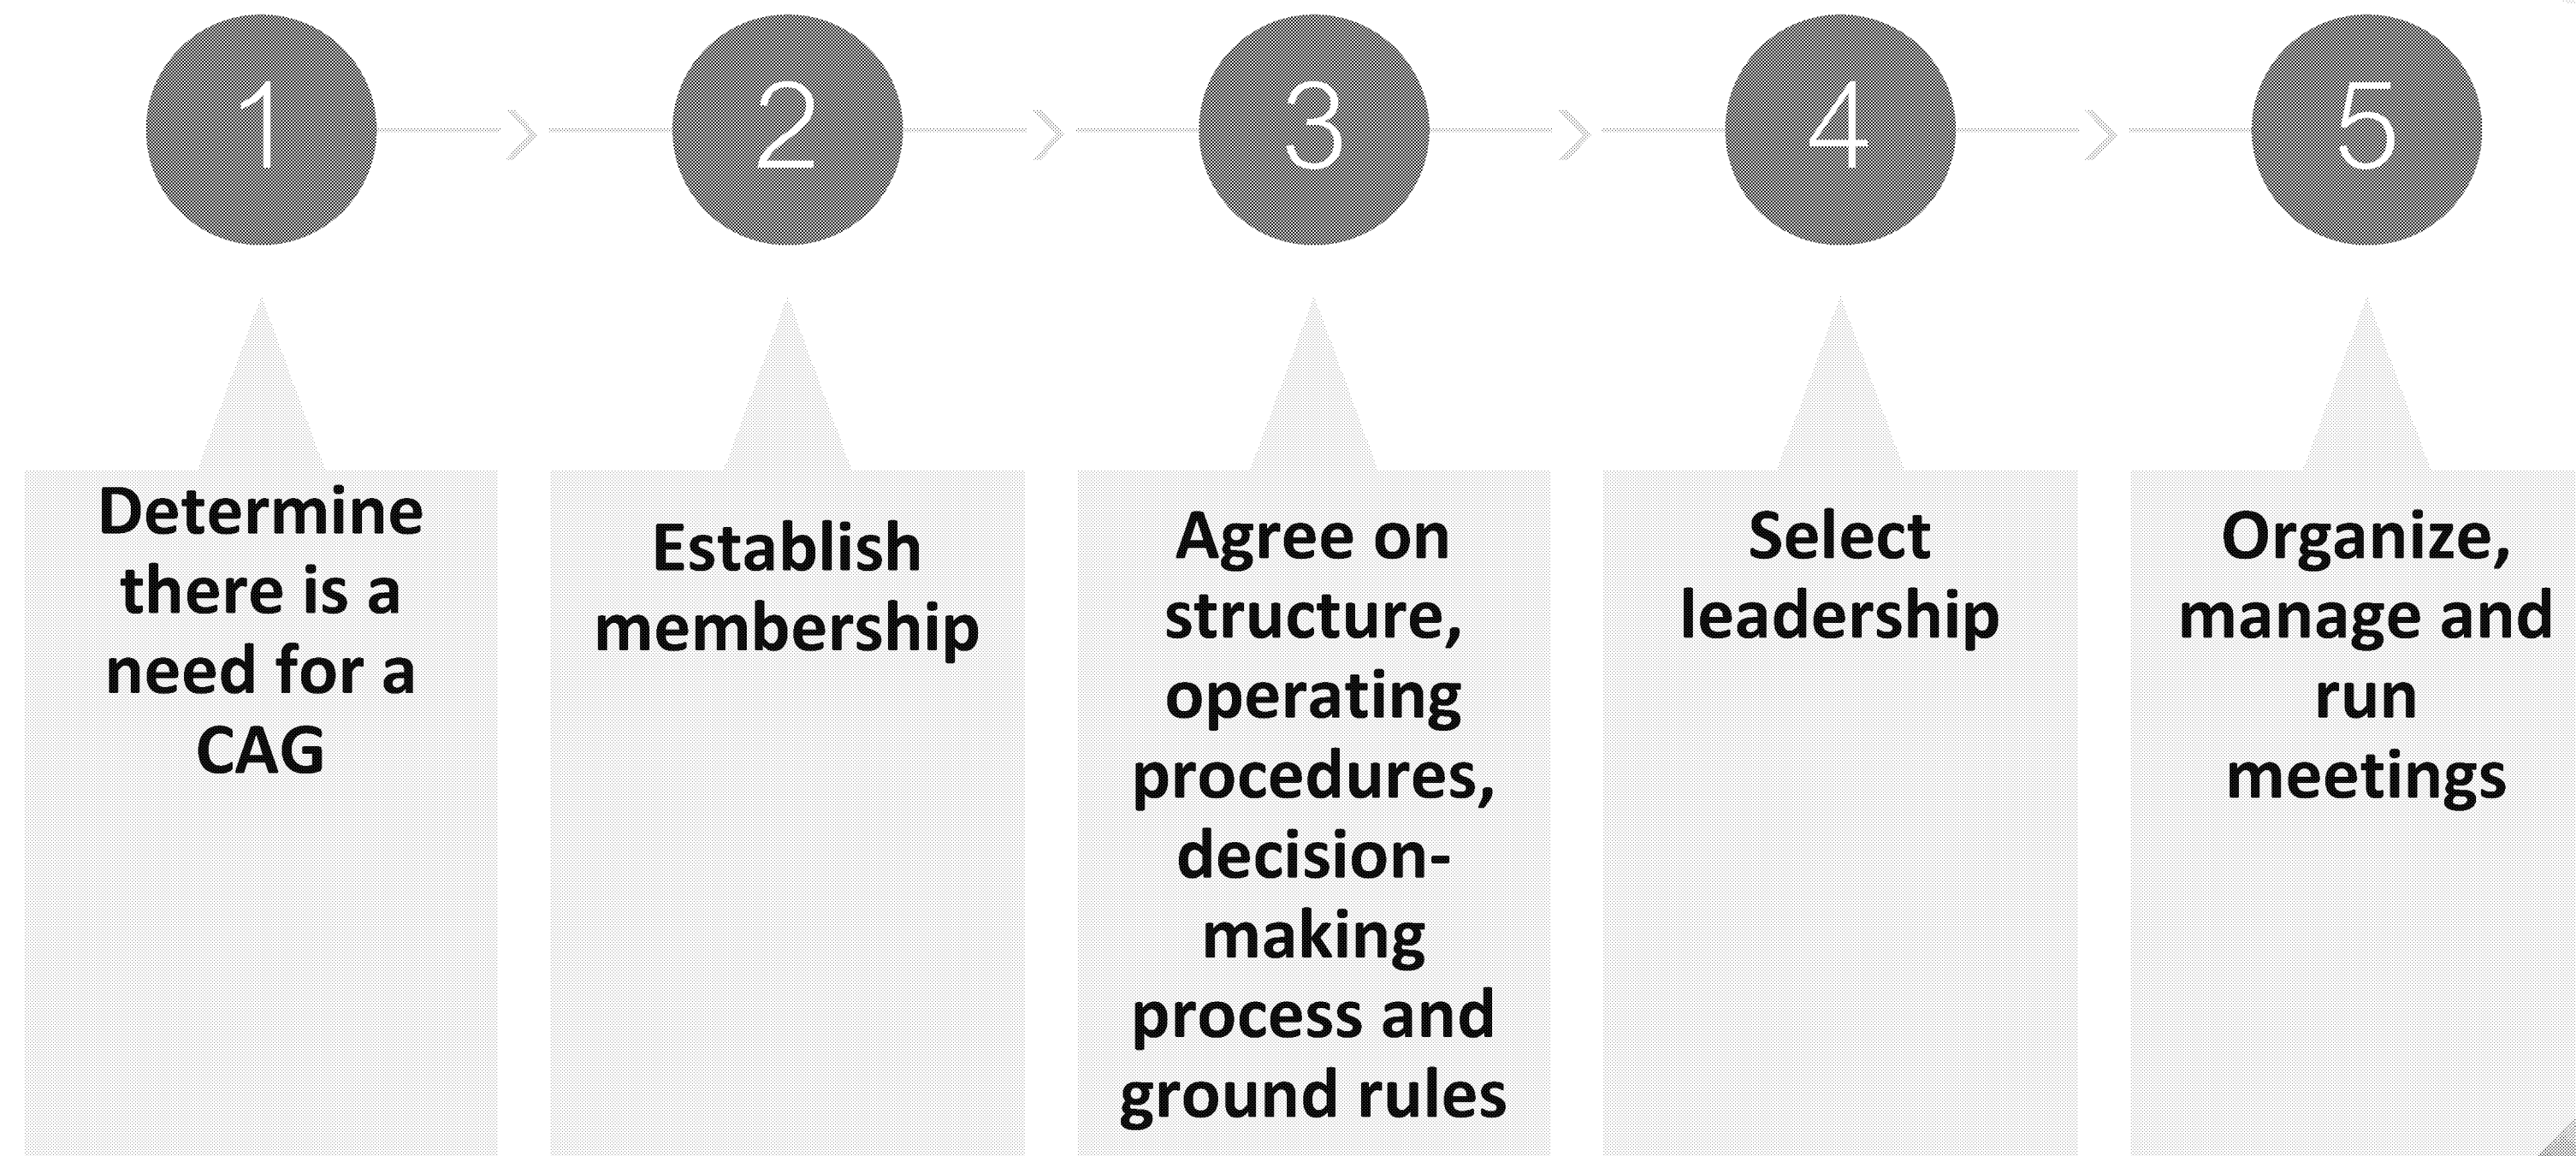 1
2
3
4
5
Determine
there is a
need for a
CAG
Establish
membership
Agree on
structure,
operating
procedures,
decision-
making
process and
ground rules
Select
leadership
Organize,
manage and
run
meetings